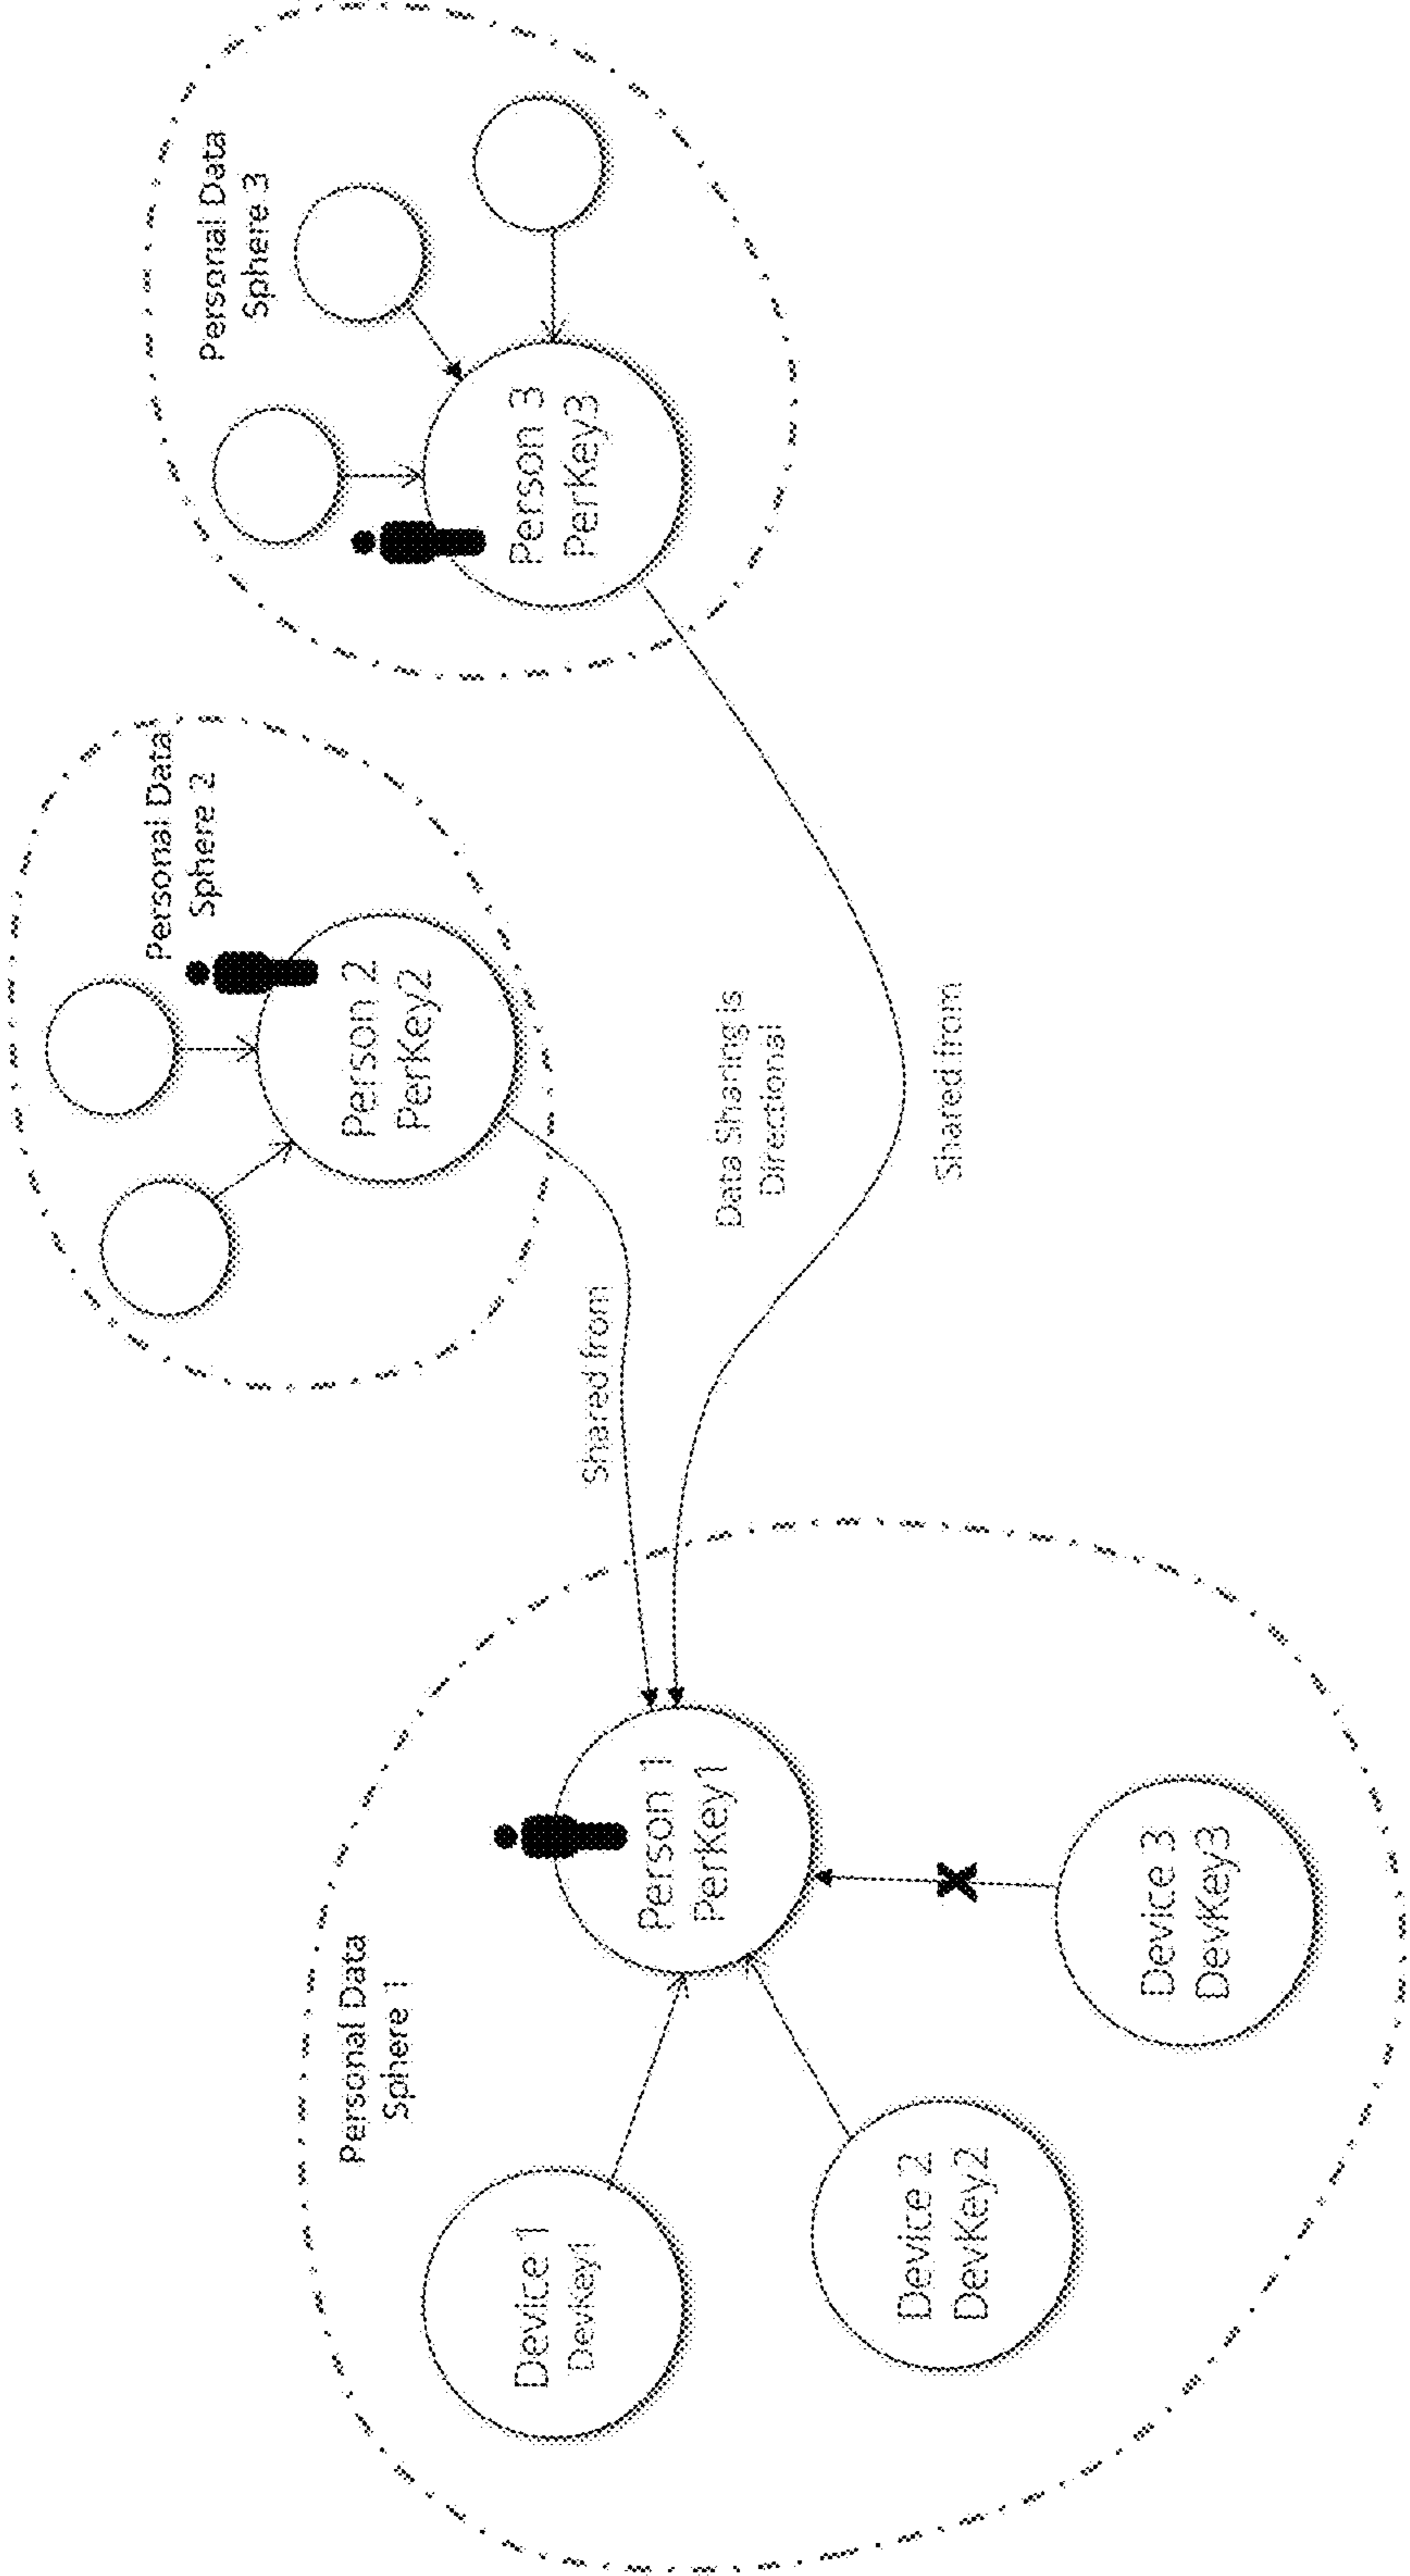 Personal Data
Sphere 1
Person 1
PerKey1
Device 1
DevKey1
Device 2
DevKey2
Device 3
DevKey3
Shared from
Personal Data
Sphere 2
Person 2
PerKey2
Data Sharing is
Directional
Shared from
Personal Data
Sphere 3
Person 3
PerKey3